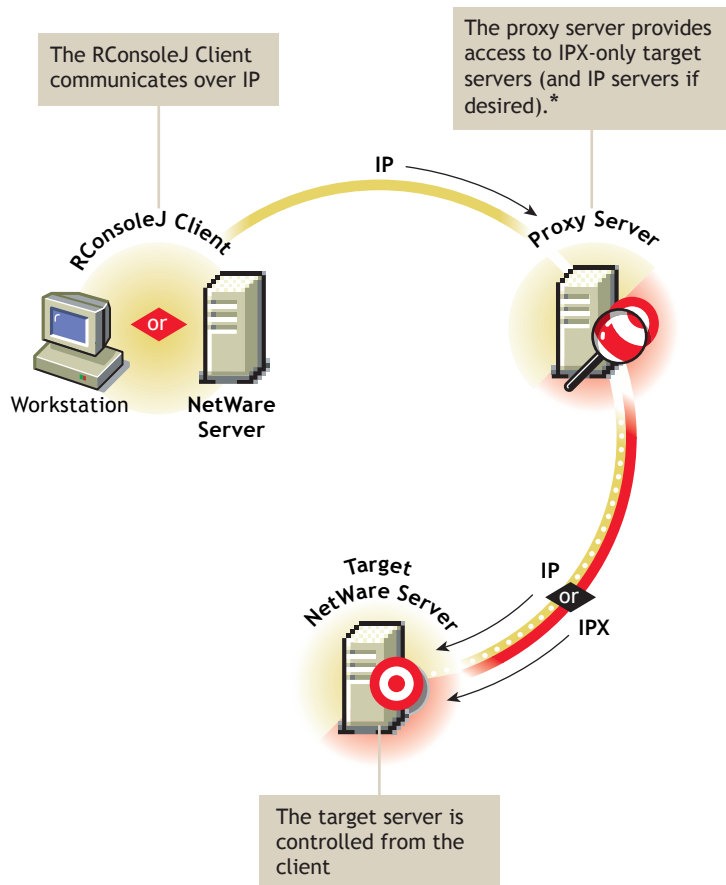 The RConsoleJ Client
communicates over IP
The proxy server provides
access to IPX-only target
servers (and IP servers if
desired).*
IP
RConsoleJ Client
Proxy Server
or
Workstation
NetWare
Server
Target
NetWare Server
IP
or
IPX
The target server is
controlled from the
client